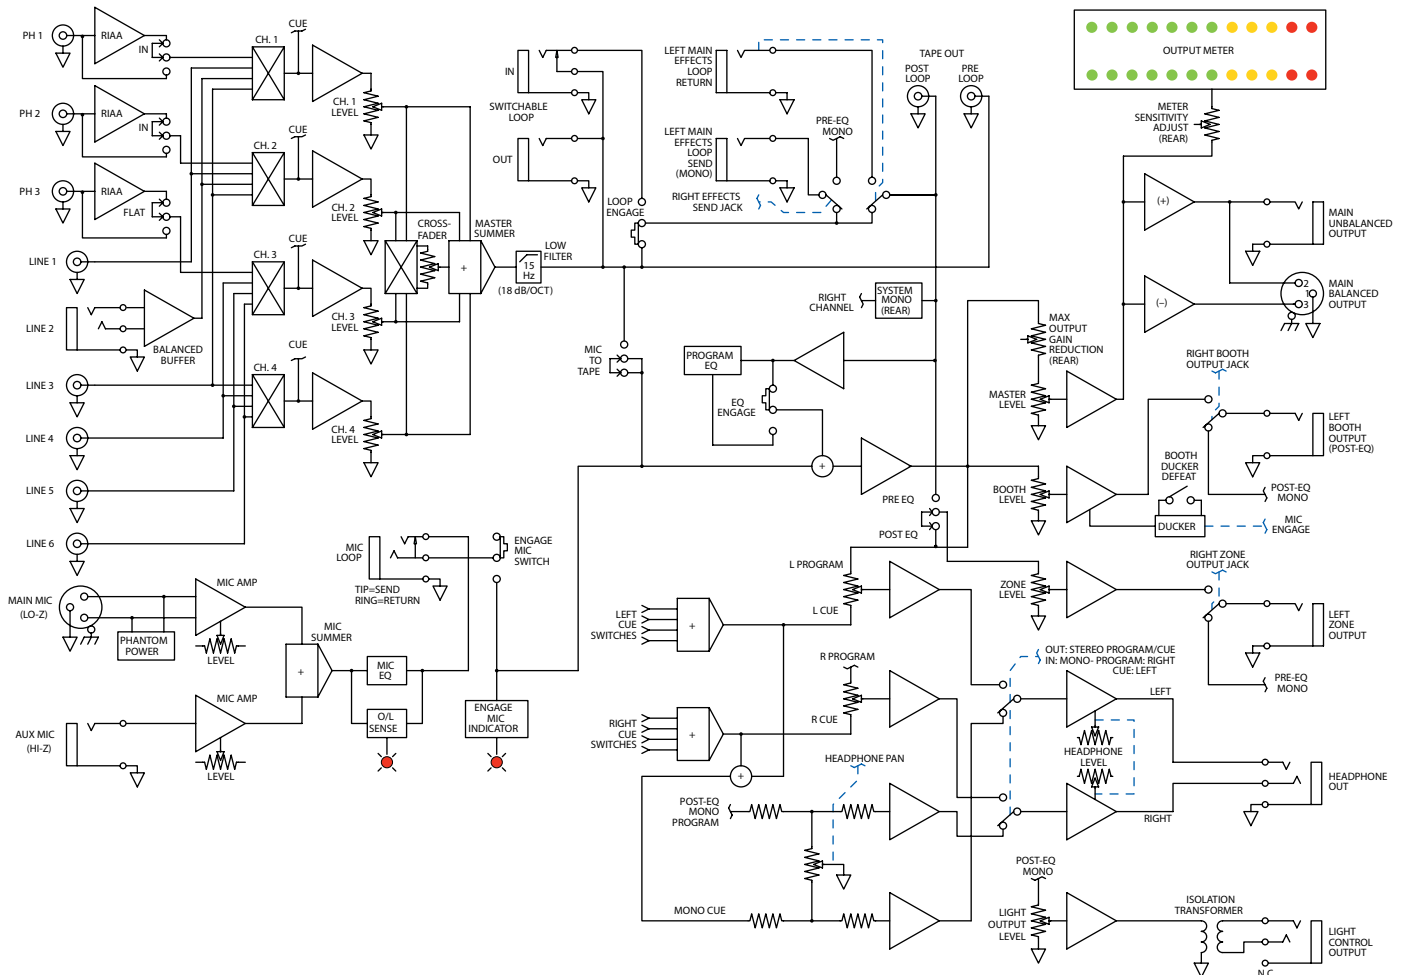 PH 1
RIAA
IN
PH 2
RIAA
IN
PH 3
RIAA
FLAT
LINE 1
LINE 2
BALANCED
BUFFER
LINE 3
LINE 4
LINE 5
LINE 6
CUE
CH. 1
CH. 1
LEVEL
CUE
CH. 2
CH. 2
LEVEL
CUE
CH. 3
CH. 3
LEVEL
CUE
CH. 4
CH. 4
LEVEL
CROSS-
FADER
MASTER
SUMMER
+
LOW
FILTER
15
Hz
(18 dB/OCT)
IN
SWITCHABLE
LOOP
OUT
LOOP
ENGAGE
LEFT MAIN
EFFECTS
LOOP
RETURN
LEFT MAIN
EFFECTS
LOOP
SEND
(MONO)
RIGHT EFFECTS
SEND JACK
PRE-EQ
MONO
TAPE OUT
POST
LOOP
PRE
LOOP
OUTPUT METER
METER
SENSITIVITY
ADJUST
(REAR)
(+)
MAIN
UNBALANCED
OUTPUT
(–)
2
1
3
MAIN
BALANCED
OUTPUT
RIGHT
CHANNEL
SYSTEM
MONO
(REAR)
MAX
OUTPUT
GAIN
REDUCTION
(REAR)
MASTER
LEVEL
MIC
TO
TAPE
PROGRAM
EQ
EQ
ENGAGE
+
RIGHT BOOTH
OUTPUT JACK
LEFT
BOOTH
OUTPUT
(POST-EQ)
BOOTH
DUCKER
DEFEAT
POST-EQ
MONO
BOOTH
LEVEL
DUCKER
MIC
ENGAGE
PRE EQ
POST EQ
MIC
LOOP
TIP=SEND
RING=RETURN
ENGAGE
MIC
SWITCH
MAIN MIC
(LO-Z)
PHANTOM
POWER
MIC AMP
LEVEL
MIC
SUMMER
+
MIC
EQ
O/L
SENSE
ENGAGE
MIC
INDICATOR
AUX MIC
(HI-Z)
MIC AMP
LEVEL
L PROGRAM
L CUE
LEFT
CUE
SWITCHES
+
R PROGRAM
R CUE
RIGHT
CUE
SWITCHES
+
+
ZONE
LEVEL
RIGHT ZONE
OUTPUT JACK
LEFT
ZONE
OUTPUT
PRE-EQ
MONO
OUT: STEREO PROGRAM/CUE
IN: MONO- PROGRAM: RIGHT
CUE: LEFT
LEFT
HEADPHONE
LEVEL
RIGHT
HEADPHONE
OUT
HEADPHONE PAN
POST-EQ
MONO
PROGRAM
MONO CUE
POST-EQ
MONO
LIGHT
OUTPUT
LEVEL
ISOLATION
TRANSFORMER
LIGHT
CONTROL
OUTPUT
N.C.